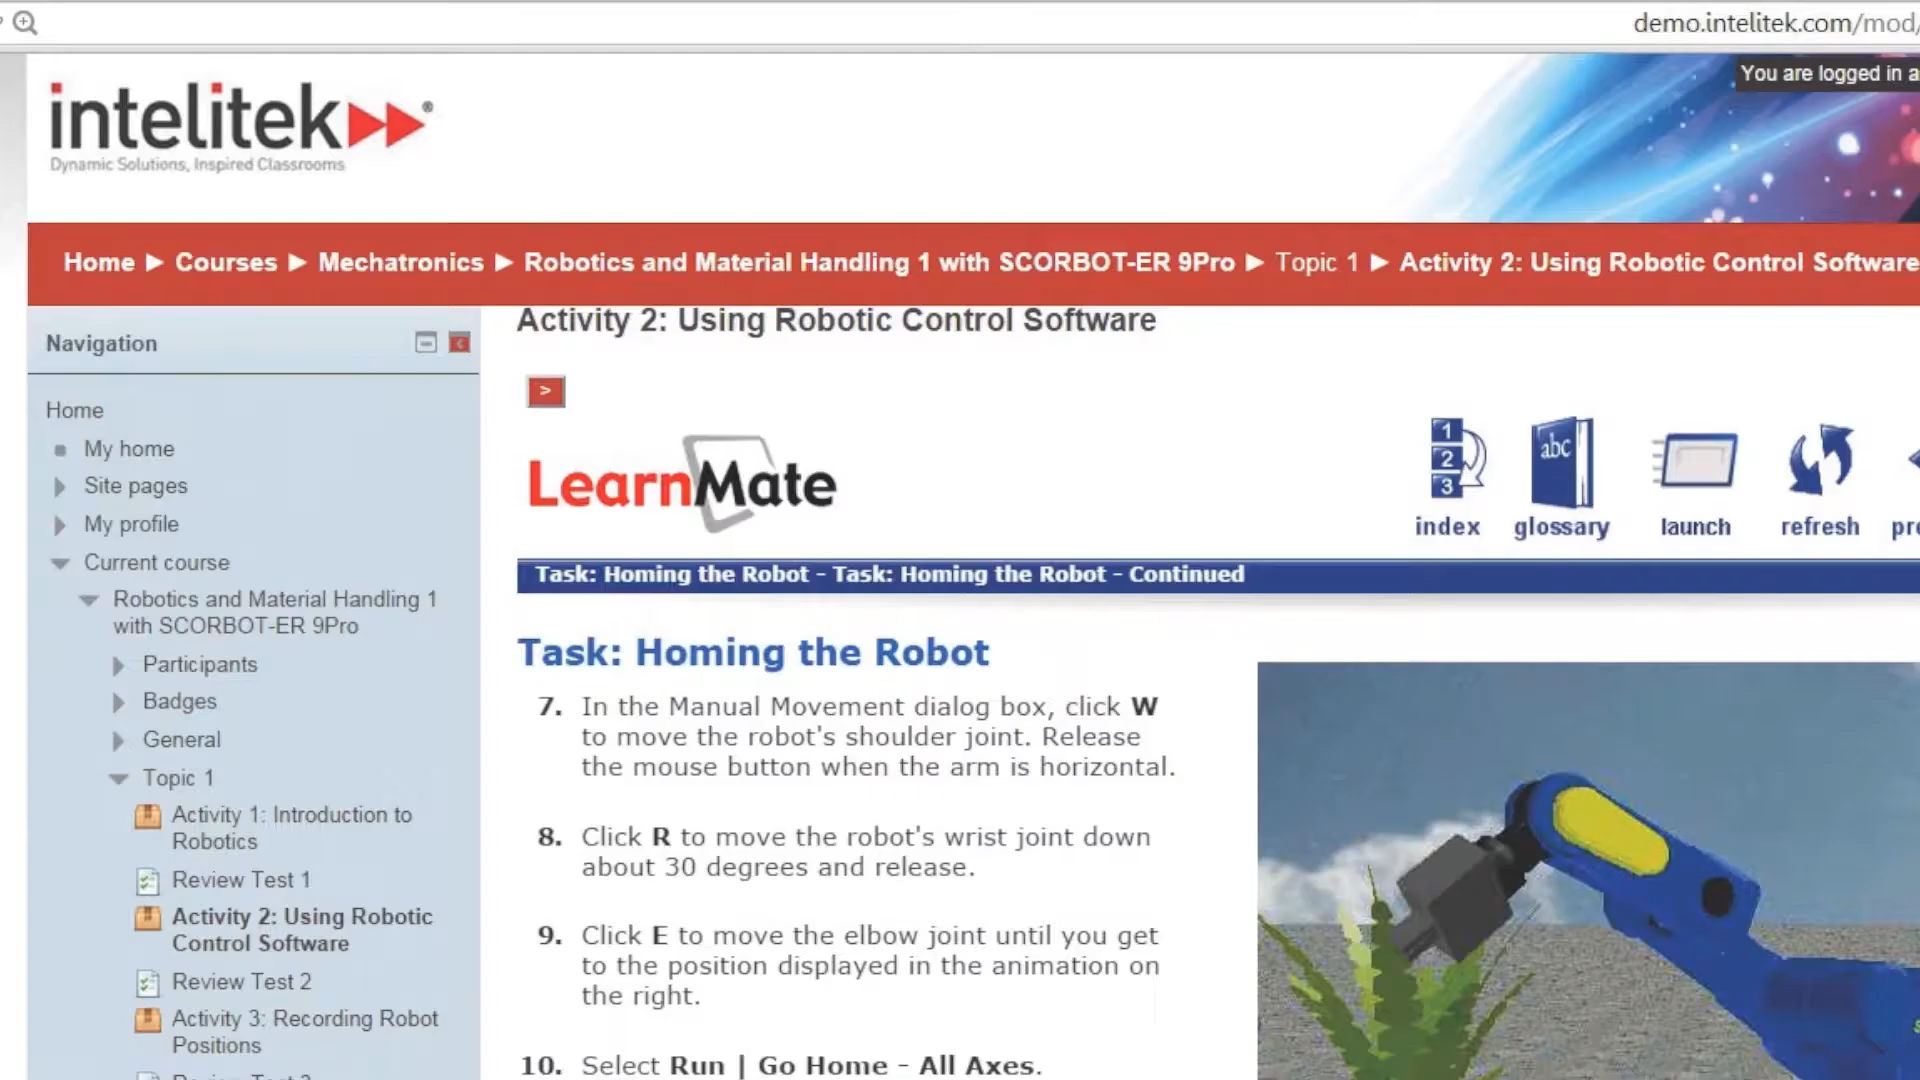 demo.intelitek.com/mod/
You are logged in a
intelitek®
Dynamic Solutions, Inspired Classrooms
Home ▶ Courses ▶ Mechatronics ▶ Robotics and Material Handling 1 with SCORBOT-ER 9Pro ▶ Topic 1 ▶ Activity 2: Using Robotic Control Software
Navigation
Home
My home
Site pages
My profile
Current course
Robotics and Material Handling 1
with SCORBOT-ER 9Pro
Participants
Badges
General
Topic 1
Activity 1: Introduction to
Robotics
Review Test 1
Activity 2: Using Robotic
Control Software
Review Test 2
Activity 3: Recording Robot
Positions
Activity 2: Using Robotic Control Software
>
LearnMate
1
2
3
abc
index glossary launch refresh pre
Task: Homing the Robot - Task: Homing the Robot - Continued
Task: Homing the Robot
7. In the Manual Movement dialog box, click W
to move the robot's shoulder joint. Release
the mouse button when the arm is horizontal.
8. Click R to move the robot's wrist joint down
about 30 degrees and release.
9. Click E to move the elbow joint until you get
to the position displayed in the animation on
the right.
10. Select Run | Go Home - All Axes.